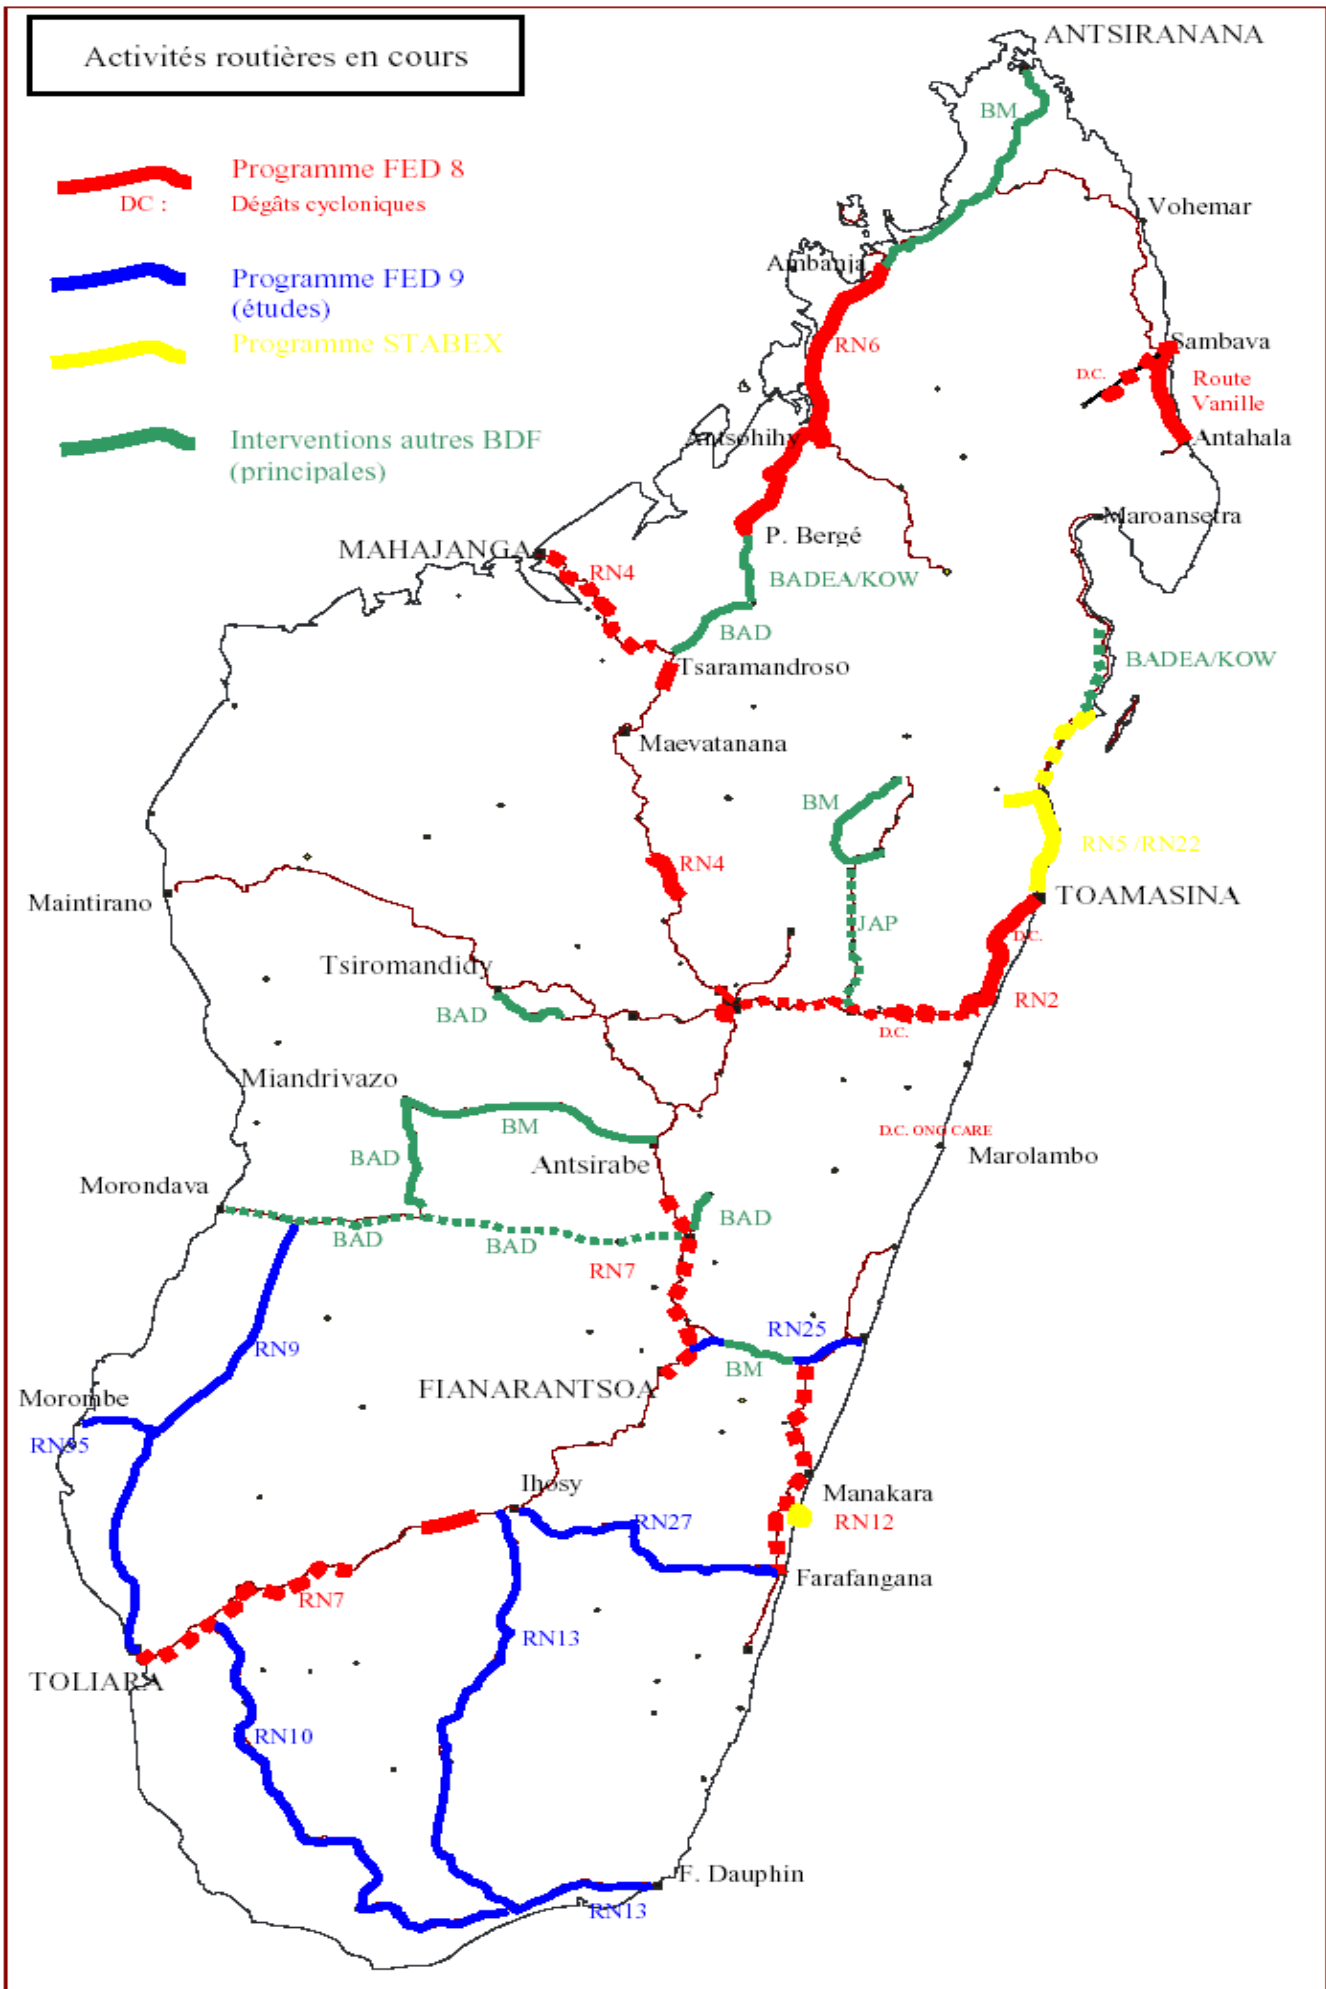 Activités routières en cours
Programme FED 8
DC :
Dégâts cycloniques
Programme FED 9
(études)
Programme STABEX
Interventions autres BDF
(principales)
ANTSIRANANA
BM
Vohemar
Ambanja
RN6
Sambava
D.C.
Route
Vanille
Antsohihy
Antahala
Maroansetra
P. Bergé
MAHAJANGA
RN4
BADEA/KOW
BAD
Tsaramandroso
BADEA/KOW
Maevatanana
BM
RN5 /RN22
RN4
Maintirano
TOAMASINA
JAP
D.C.
Tsiromandidy
RN2
BAD
D.C.
Miandrivazo
BM
D.C. ONG CARE
BAD
Antsirabe
Marolambo
Morondava
BAD
BAD
BAD
RN7
RN25
RN9
BM
FIANARANTSOA
Morombe
RN35
Ihosy
Manakara
RN27
RN12
Farafangana
RN7
RN13
TOLIARA
RN10
F. Dauphin
RN13